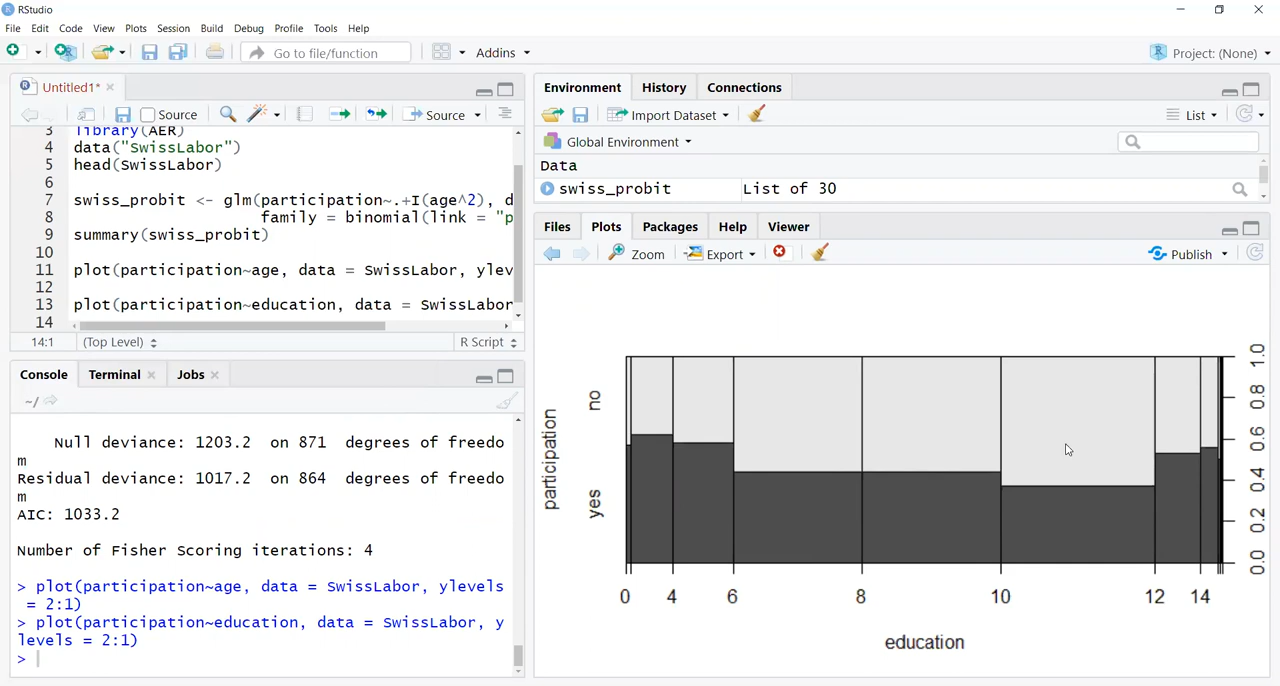 RStudio
File Edit Code View Plots Session Build Debug Profile Tools Help
Go to file/function Addins Project: (None)
Untitled1*
Source Source
3 library(AER)
4 data("SwissLabor")
5 head(SwissLabor)
6
7 swiss_probit <- glm(participation~.+I(age^2), d
8 family = binomial(link = "p
9 summary(swiss_probit)
10
11 plot(participation~age, data = SwissLabor, ylev
12
13 plot(participation~education, data = SwissLabor
14
14:1 (Top Level) R Script
Console Terminal Jobs
~/
Null deviance: 1203.2 on 871 degrees of freedo
m
Residual deviance: 1017.2 on 864 degrees of freedo
m
AIC: 1033.2
Number of Fisher Scoring iterations: 4
> plot(participation~age, data = SwissLabor, ylevels
= 2:1)
> plot(participation~education, data = SwissLabor, y
levels = 2:1)
>
Environment History Connections
Import Dataset List
Global Environment
Data
swiss_probit List of 30
Files Plots Packages Help Viewer
Zoom Export Publish
participation
no
yes
0.0 0.2 0.4 0.6 0.8 1.0
0 4 6 8 10 12 14
education